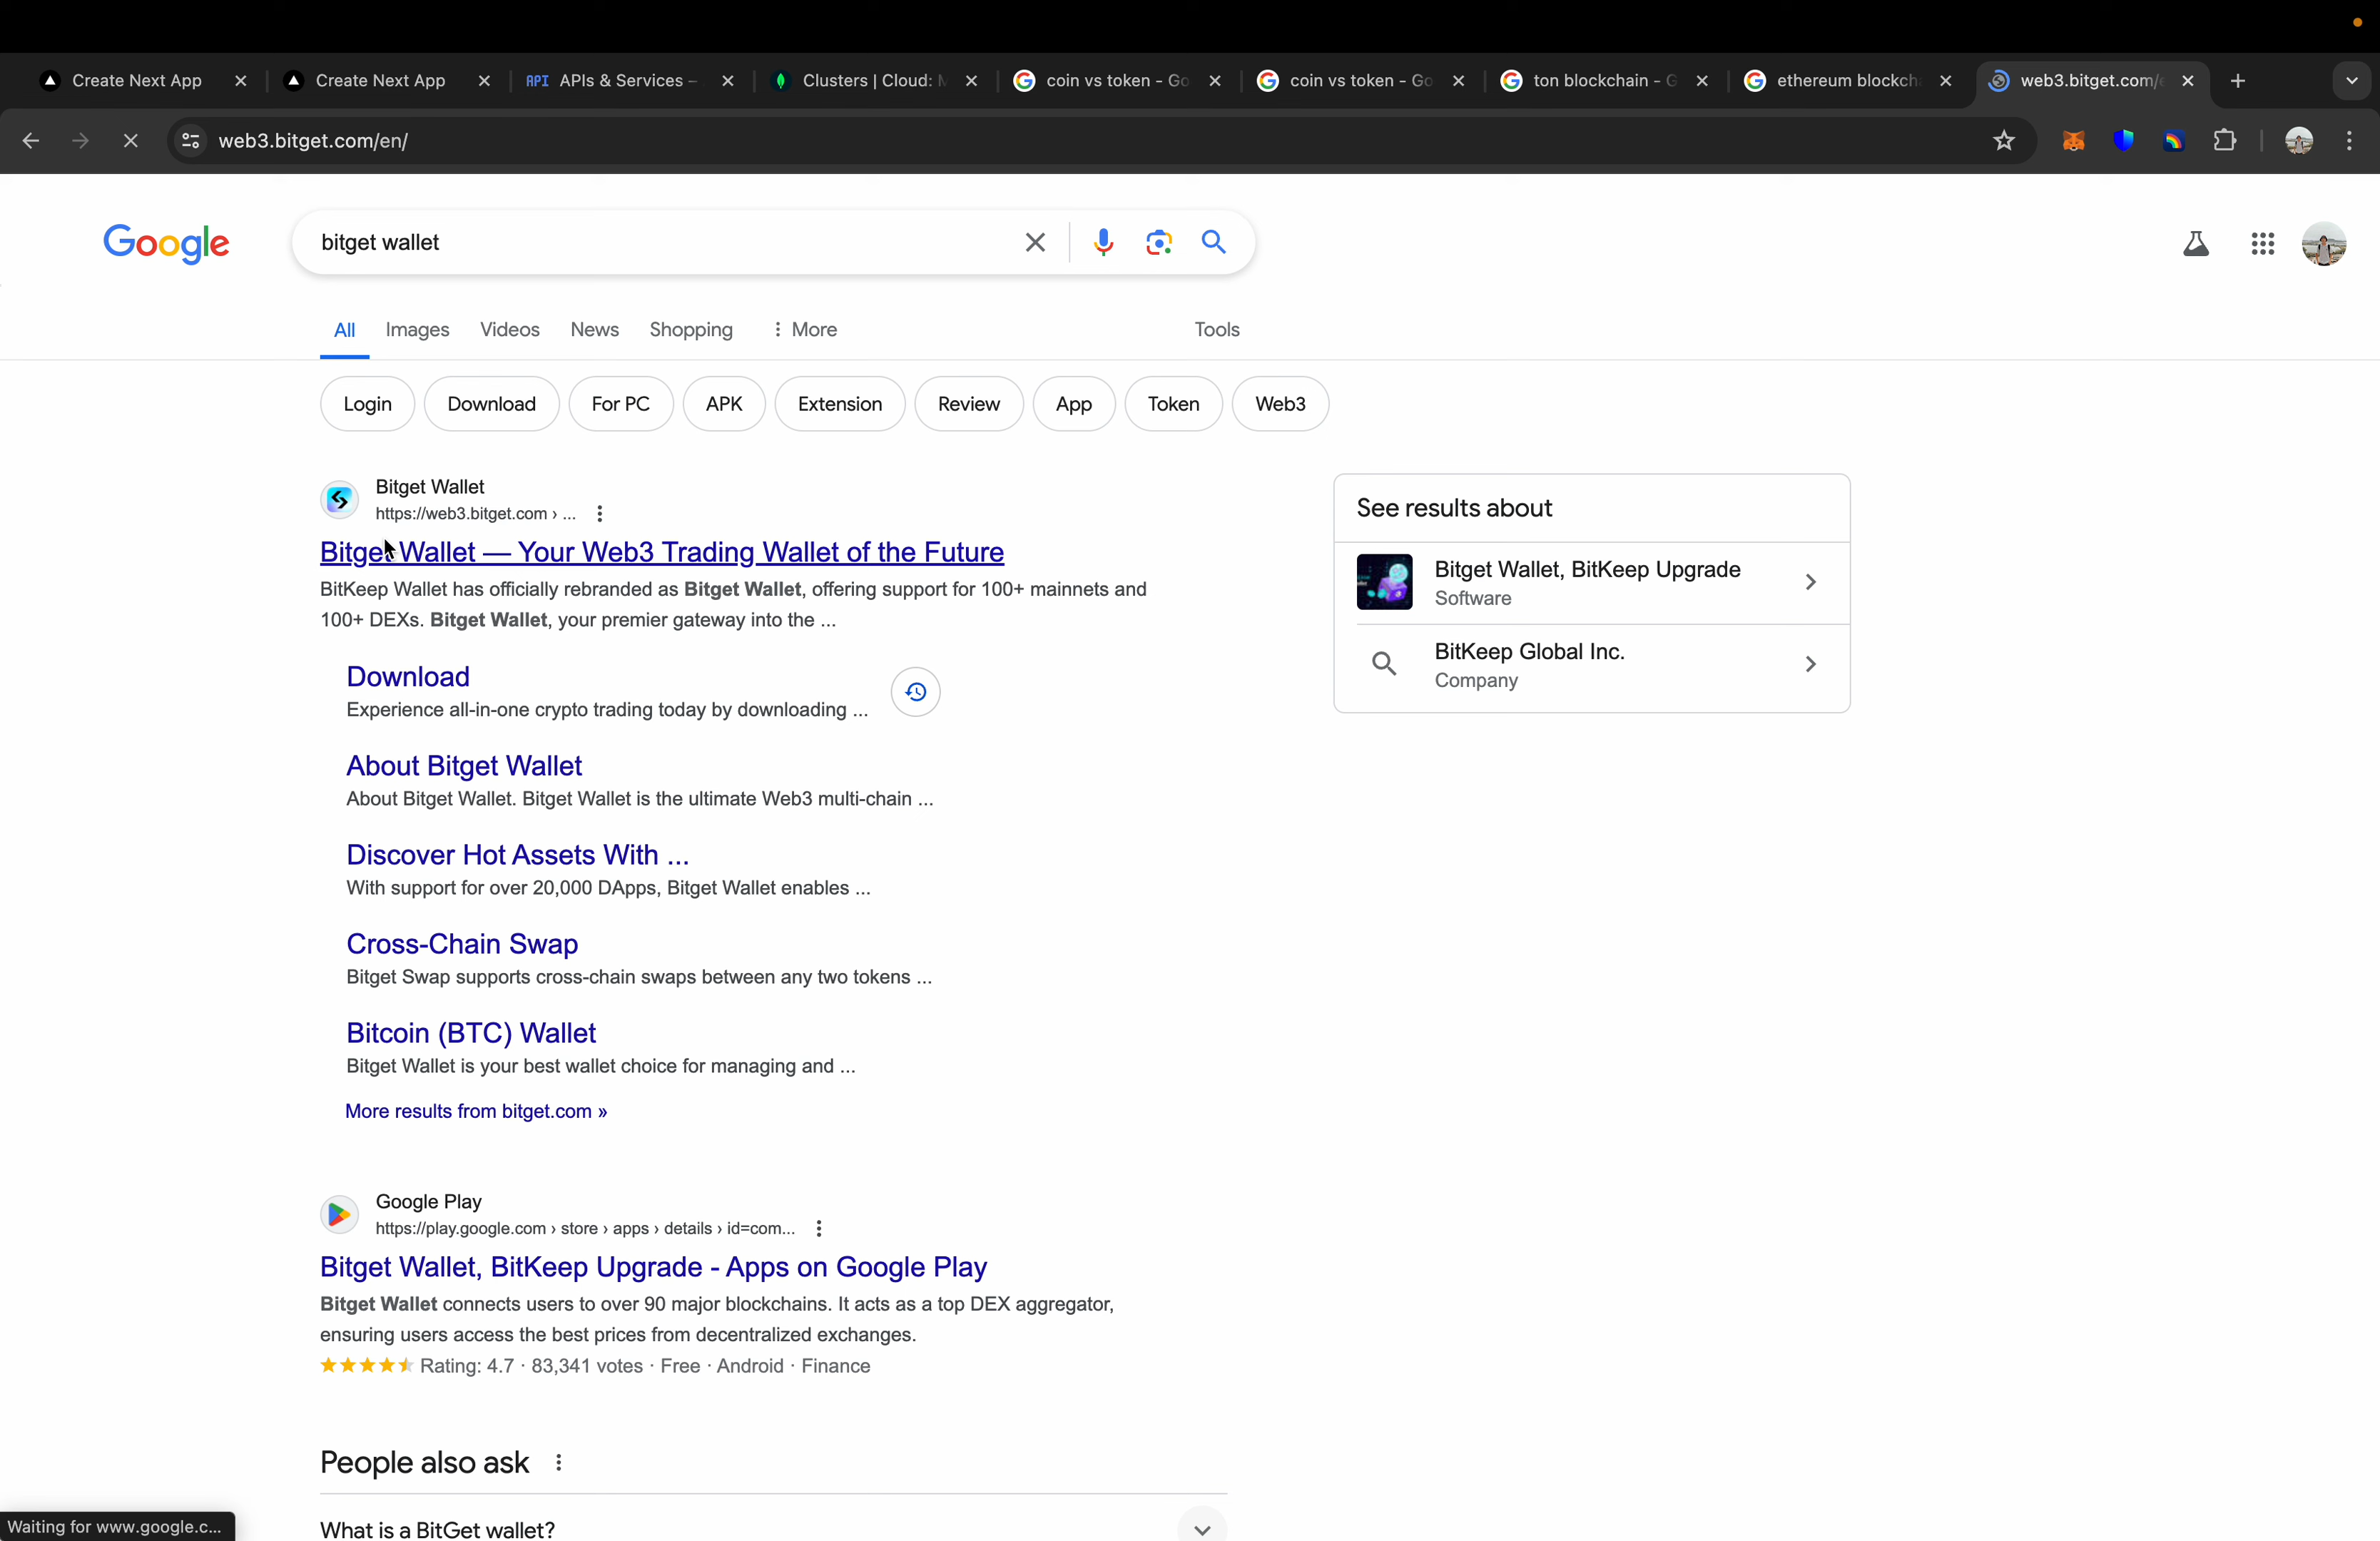 Create Next App
Create Next App
API APIs & Services –
Clusters | Cloud: M
coin vs token - Go
coin vs token - Go
ton blockchain - G
ethereum blockch
web3.bitget.com/e
web3.bitget.com/en/
Google
bitget wallet
All Images Videos News Shopping More Tools
Login Download For PC APK Extension Review App Token Web3
Bitget Wallet
https://web3.bitget.com › ...
Bitget Wallet — Your Web3 Trading Wallet of the Future
BitKeep Wallet has officially rebranded as Bitget Wallet, offering support for 100+ mainnets and
100+ DEXs. Bitget Wallet, your premier gateway into the ...
Download
Experience all-in-one crypto trading today by downloading ...
About Bitget Wallet
About Bitget Wallet. Bitget Wallet is the ultimate Web3 multi-chain ...
Discover Hot Assets With ...
With support for over 20,000 DApps, Bitget Wallet enables ...
Cross-Chain Swap
Bitget Swap supports cross-chain swaps between any two tokens ...
Bitcoin (BTC) Wallet
Bitget Wallet is your best wallet choice for managing and ...
More results from bitget.com »
See results about
Bitget Wallet, BitKeep Upgrade
Software
BitKeep Global Inc.
Company
Google Play
https://play.google.com › store › apps › details › id=com...
Bitget Wallet, BitKeep Upgrade - Apps on Google Play
Bitget Wallet connects users to over 90 major blockchains. It acts as a top DEX aggregator,
ensuring users access the best prices from decentralized exchanges.
Rating: 4.7 · 83,341 votes · Free · Android · Finance
People also ask
What is a BitGet wallet?
Waiting for www.google.c...